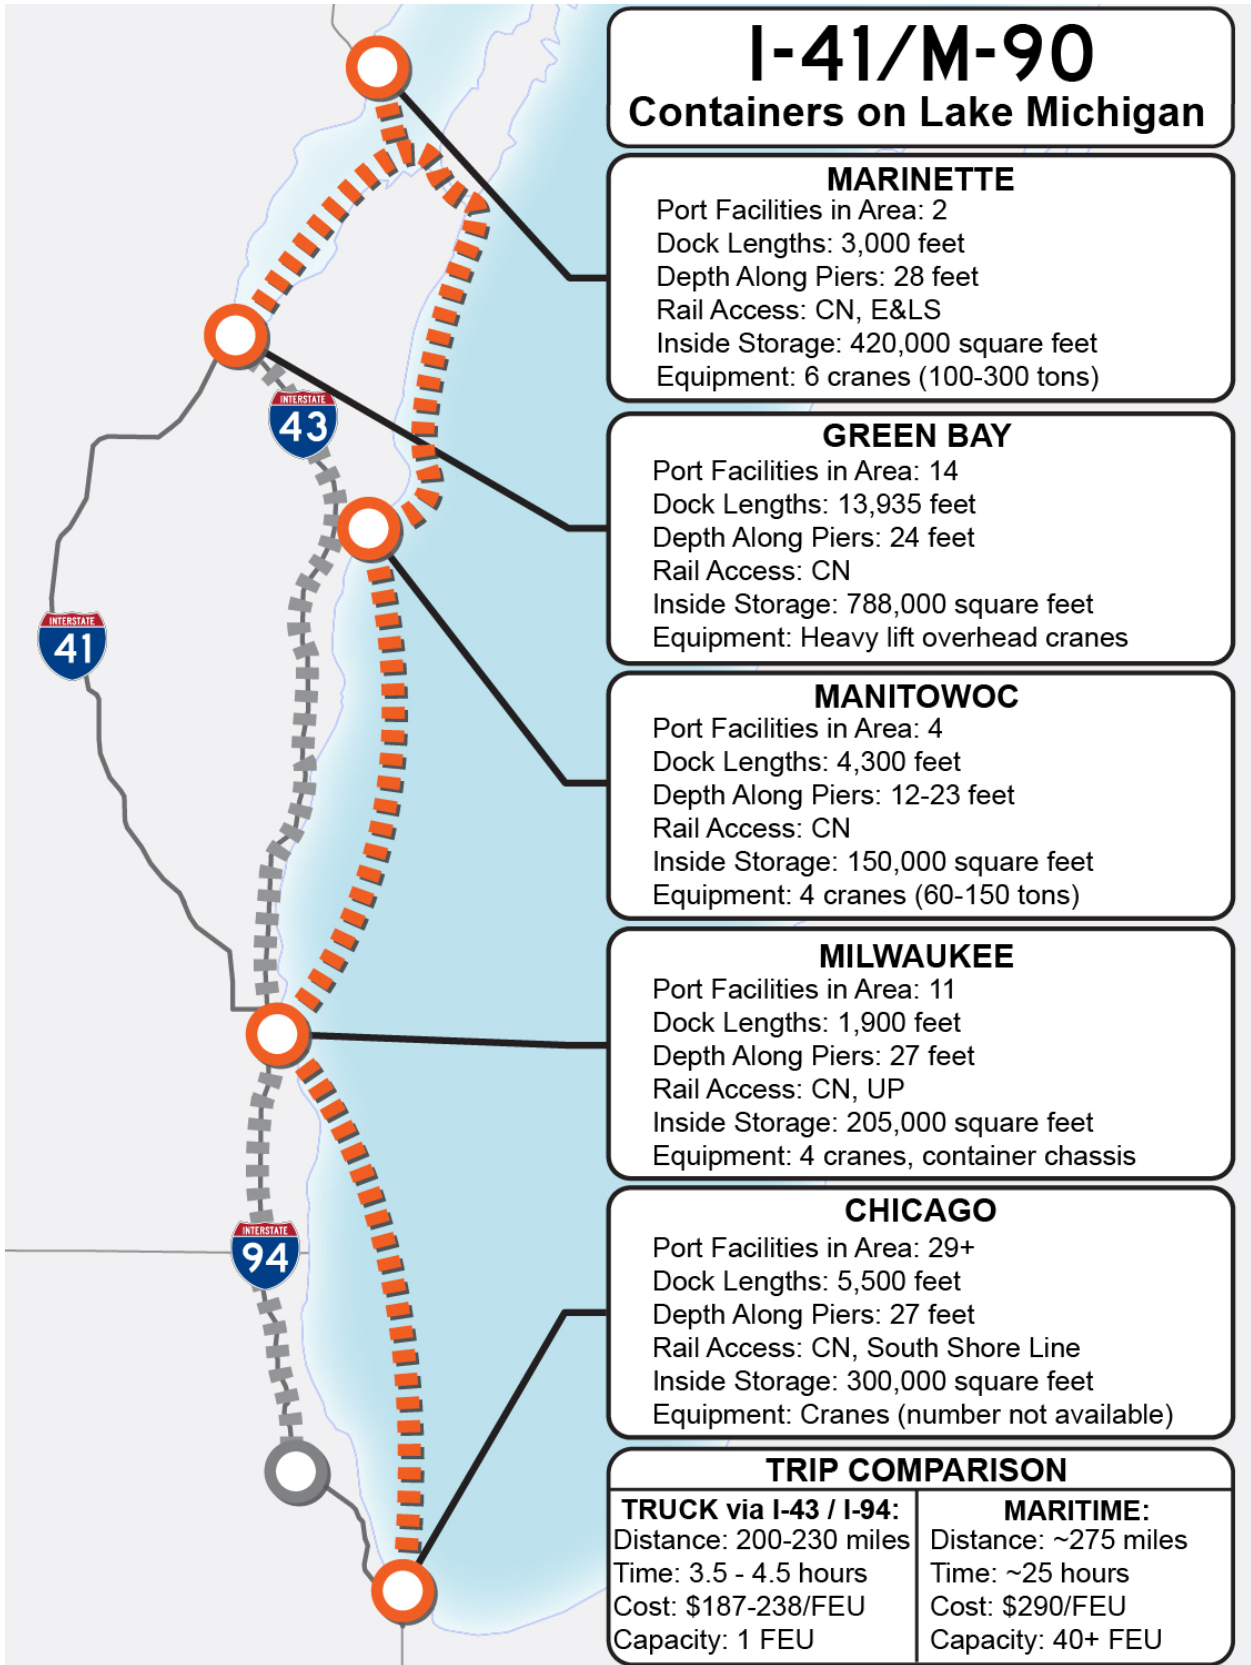 I-41/M-90
Containers on Lake Michigan
MARINETTE
Port Facilities in Area: 2
Dock Lengths: 3,000 feet
Depth Along Piers: 28 feet
Rail Access: CN, E&LS
Inside Storage: 420,000 square feet
Equipment: 6 cranes (100-300 tons)
INTERSTATE
43
GREEN BAY
Port Facilities in Area: 14
Dock Lengths: 13,935 feet
Depth Along Piers: 24 feet
Rail Access: CN
Inside Storage: 788,000 square feet
Equipment: Heavy lift overhead cranes
INTERSTATE
41
MANITOWOC
Port Facilities in Area: 4
Dock Lengths: 4,300 feet
Depth Along Piers: 12-23 feet
Rail Access: CN
Inside Storage: 150,000 square feet
Equipment: 4 cranes (60-150 tons)
MILWAUKEE
Port Facilities in Area: 11
Dock Lengths: 1,900 feet
Depth Along Piers: 27 feet
Rail Access: CN, UP
Inside Storage: 205,000 square feet
Equipment: 4 cranes, container chassis
INTERSTATE
94
CHICAGO
Port Facilities in Area: 29+
Dock Lengths: 5,500 feet
Depth Along Piers: 27 feet
Rail Access: CN, South Shore Line
Inside Storage: 300,000 square feet
Equipment: Cranes (number not available)
TRIP COMPARISON
TRUCK via I-43 / I-94:
Distance: 200-230 miles
Time: 3.5 - 4.5 hours
Cost: $187-238/FEU
Capacity: 1 FEU
MARITIME:
Distance: ~275 miles
Time: ~25 hours
Cost: $290/FEU
Capacity: 40+ FEU